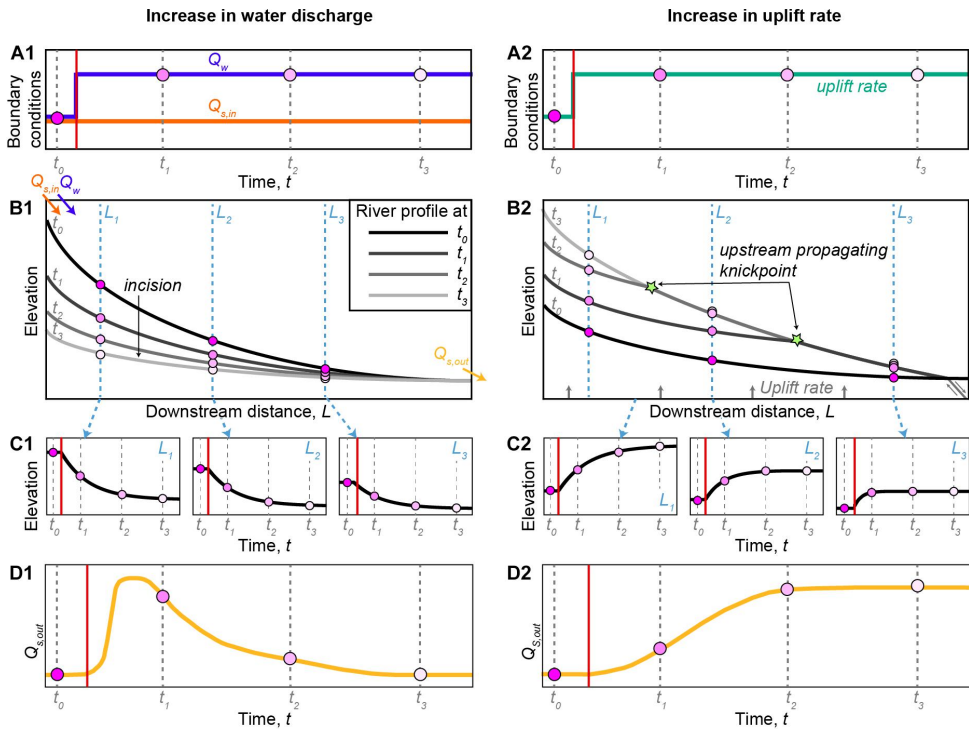 Increase in water discharge
A1
Boundary
conditions
Q_w
Q_s,in
t_0
t_1
t_2
t_3
Time, t
Q_s,in Q_w
B1
Elevation
L_1
L_2
L_3
River profile at
t_0
t_1
t_2
t_3
t_0
t_1
t_2
t_3
incision
Q_s,out
Downstream distance, L
C1
Elevation
L_1
L_2
L_3
t_0 t_1 t_2 t_3
t_0 t_1 t_2 t_3
t_0 t_1 t_2 t_3
Time, t
D1
Q_s,out
t_0
t_1
t_2
t_3
Time, t
Increase in uplift rate
A2
Boundary
conditions
uplift rate
t_0
t_1
t_2
t_3
Time, t
B2
Elevation
t_3
t_2
t_1
t_0
L_1
L_2
L_3
upstream propagating
knickpoint
Uplift rate
Downstream distance, L
C2
Elevation
L_1
L_2
L_3
t_0 t_1 t_2 t_3
t_0 t_1 t_2 t_3
t_0 t_1 t_2 t_3
Time, t
D2
Q_s,out
t_0
t_1
t_2
t_3
Time, t